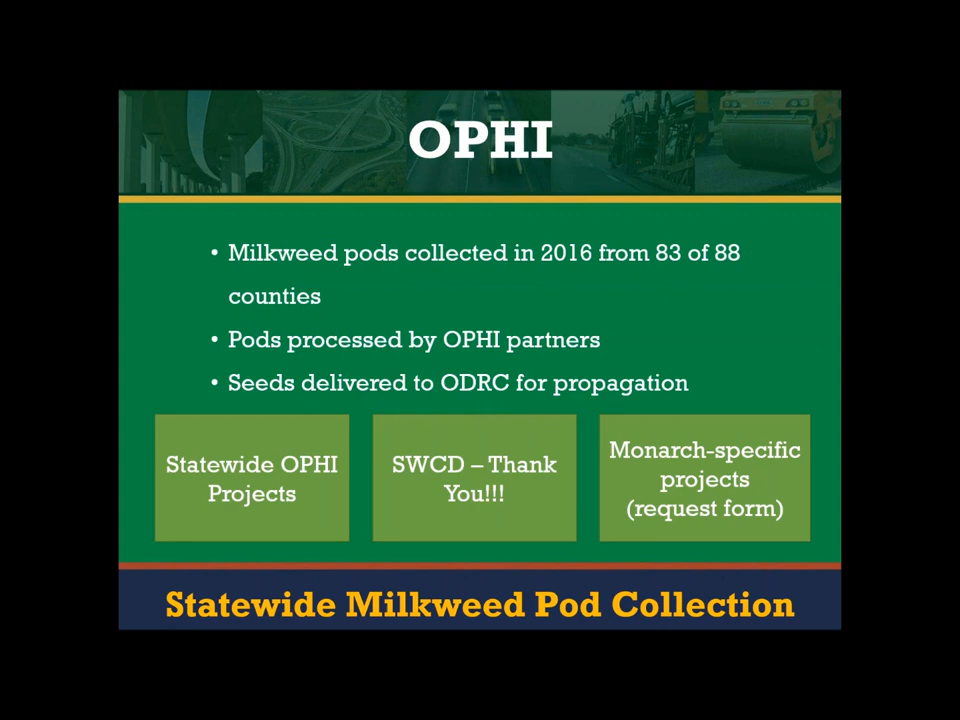 OPHI
• Milkweed pods collected in 2016 from 83 of 88
counties
• Pods processed by OPHI partners
• Seeds delivered to ODRC for propagation
Statewide OPHI
Projects
SWCD – Thank
You!!!
Monarch-specific
projects
(request form)
Statewide Milkweed Pod Collection